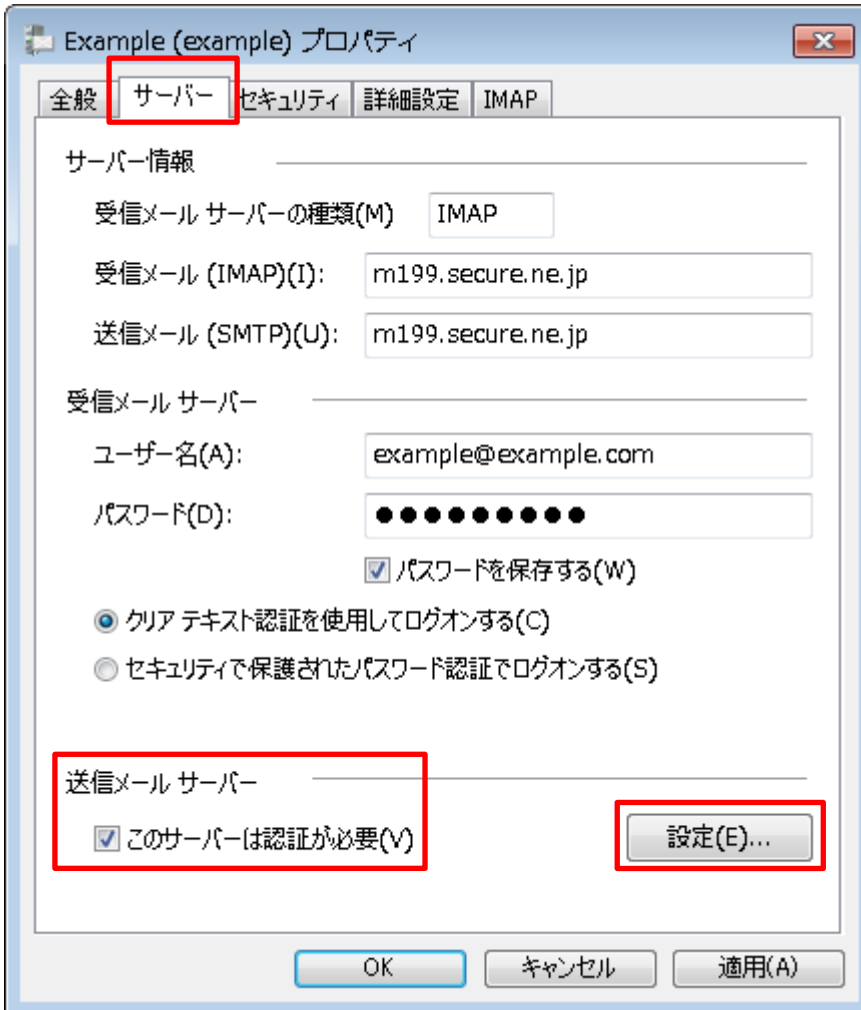 Example (example) プロパティ
全般 サーバー セキュリティ 詳細設定 IMAP
サーバー情報
受信メール サーバーの種類(M) IMAP
受信メール (IMAP)(I): m199.secure.ne.jp
送信メール (SMTP)(U): m199.secure.ne.jp
受信メール サーバー
ユーザー名(A): example@example.com
パスワード(D): ●●●●●●●●●
パスワードを保存する(W)
クリア テキスト認証を使用してログオンする(C)
セキュリティで保護されたパスワード認証でログオンする(S)
送信メール サーバー
このサーバーは認証が必要(V) 設定(E)...
OK キャンセル 適用(A)